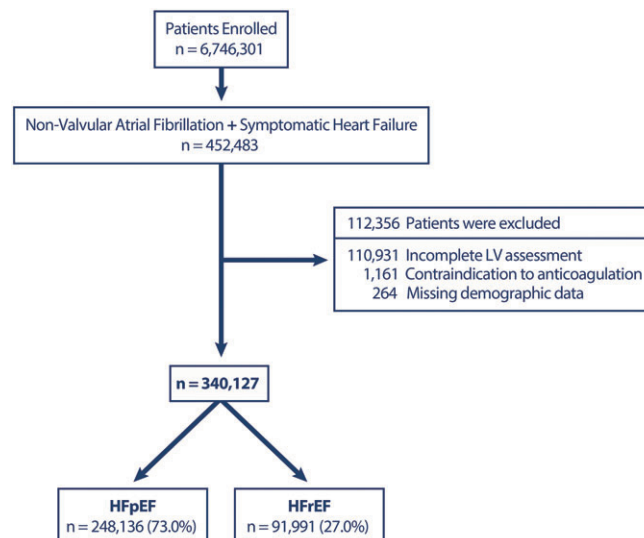 Patients Enrolled
n = 6,746,301
Non-Valvular Atrial Fibrillation + Symptomatic Heart Failure
n = 452,483
112,356 Patients were excluded
110,931 Incomplete LV assessment
1,161 Contraindication to anticoagulation
264 Missing demographic data
n = 340,127
HFpEF
n = 248,136 (73.0%)
HFrEF
n = 91,991 (27.0%)